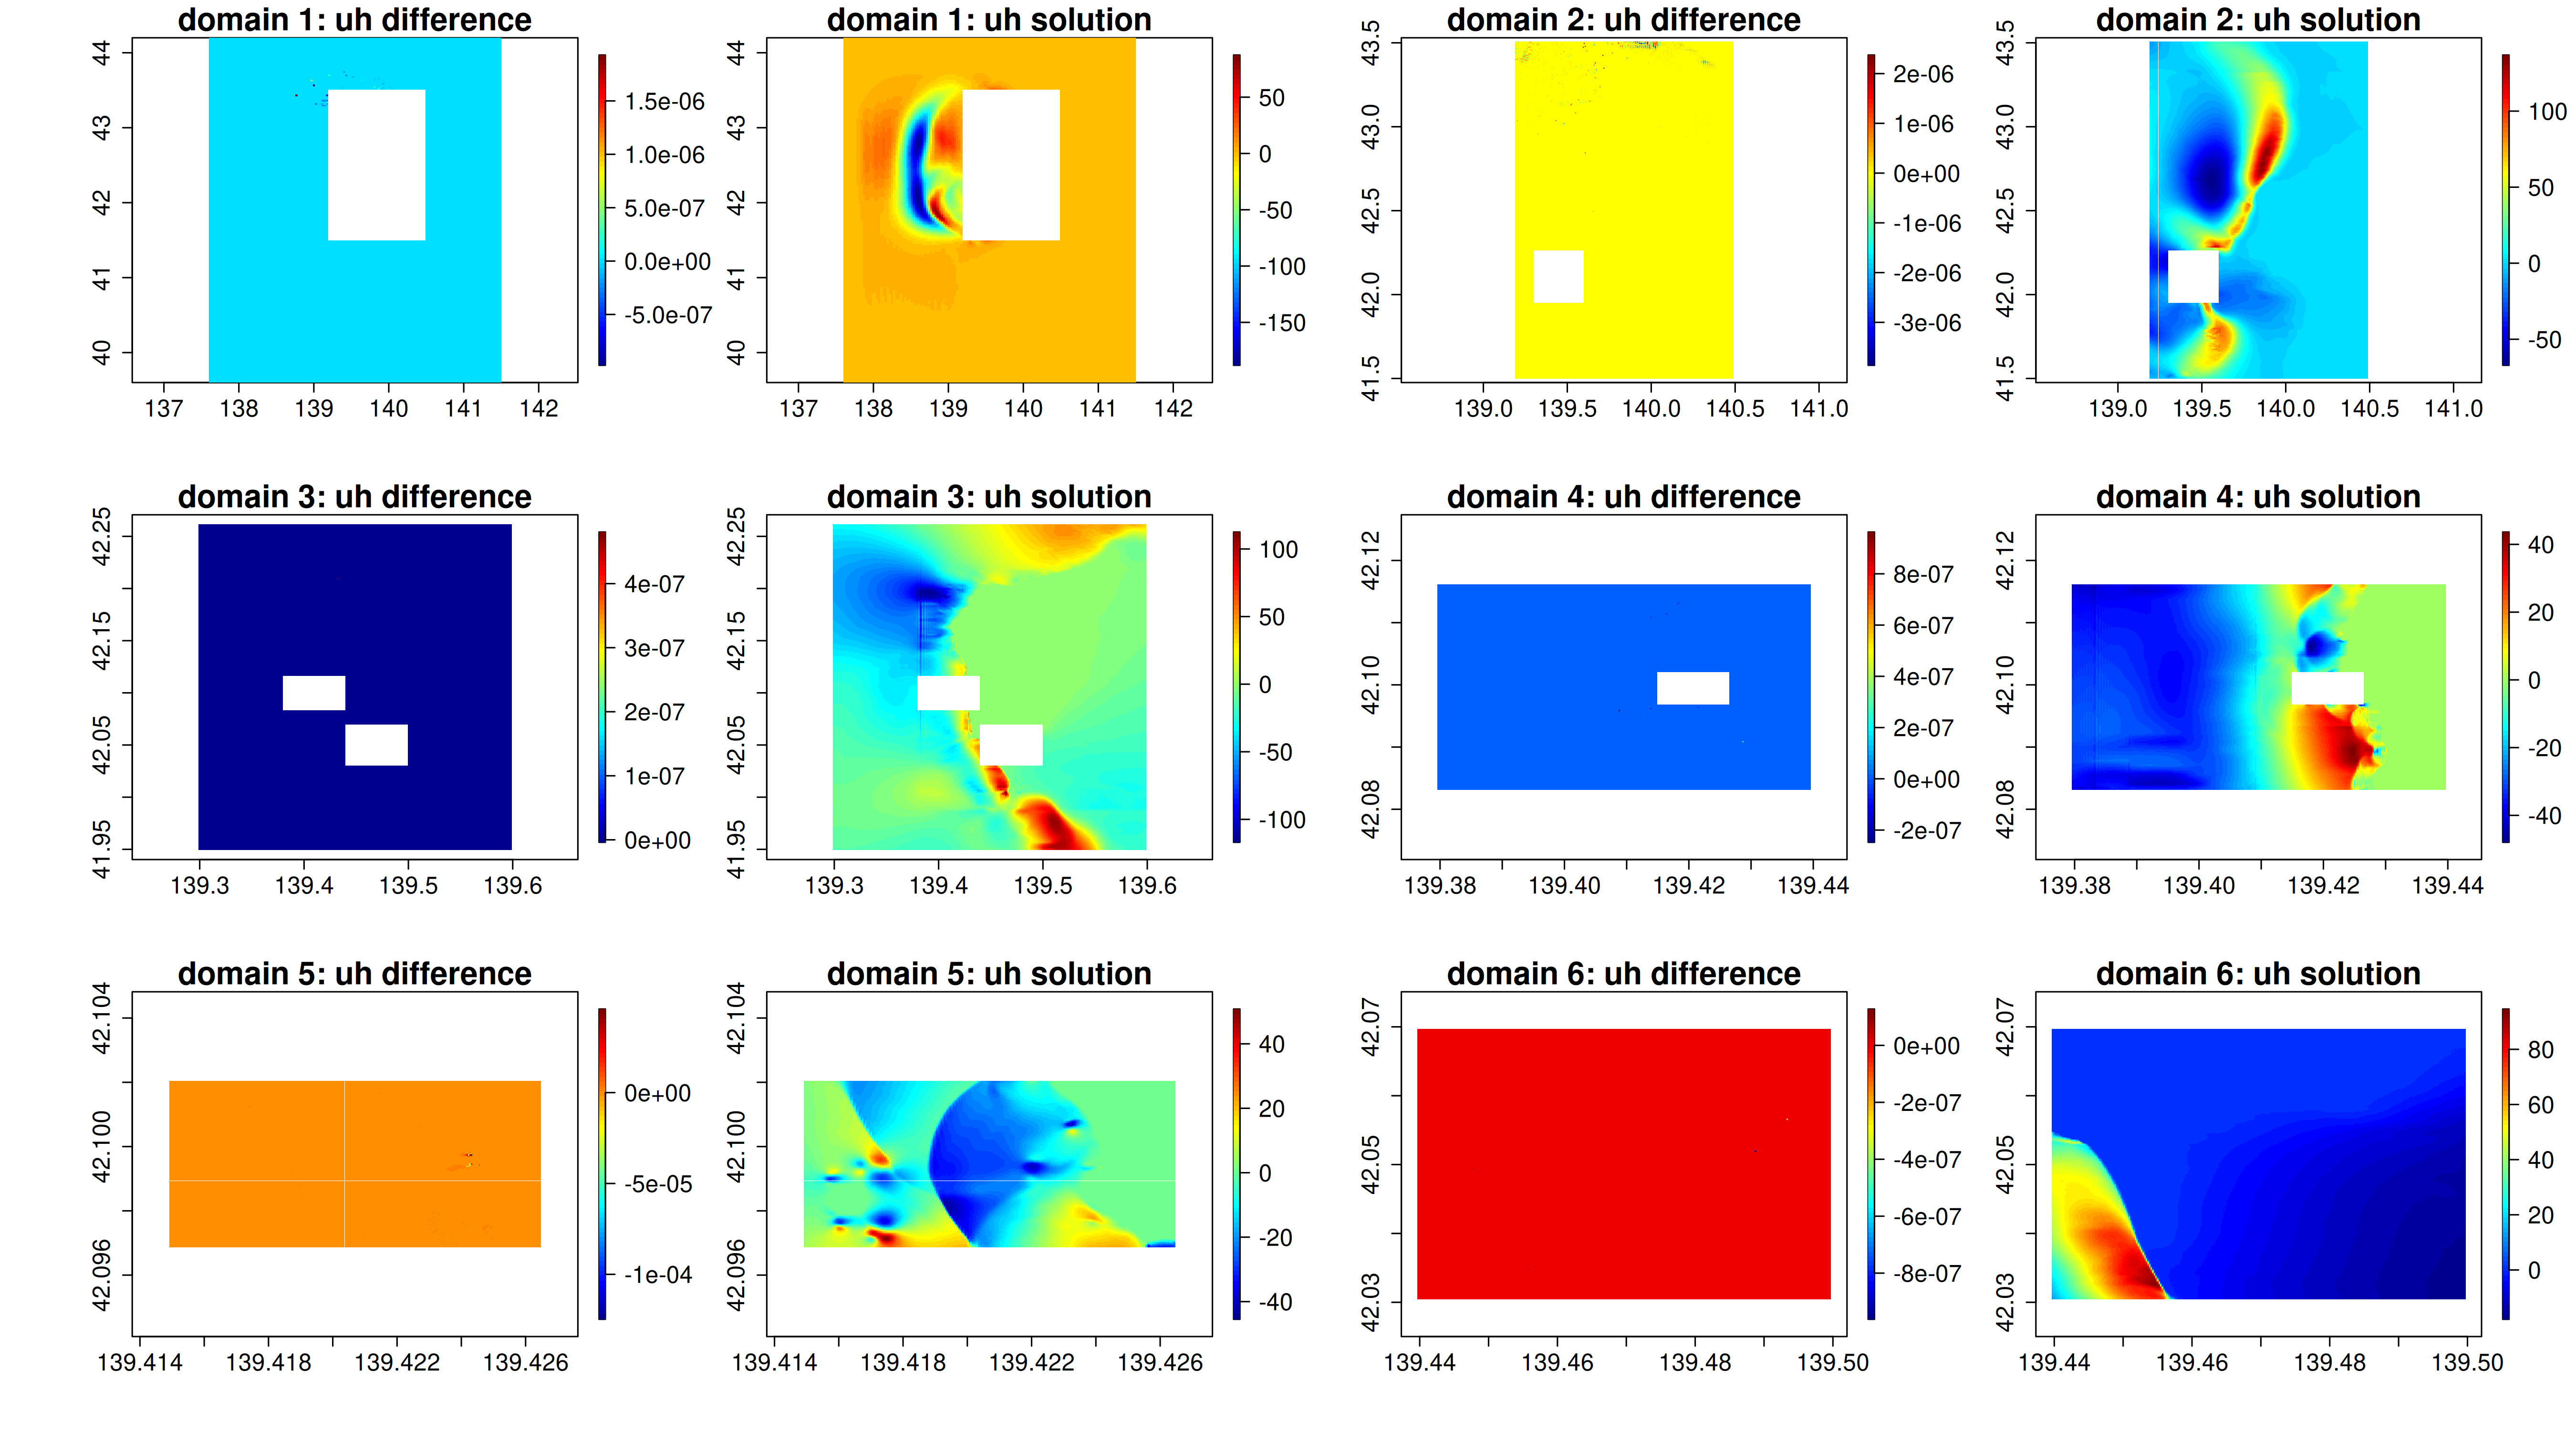 domain 1: uh difference
44
43
42
41
40
137 138 139 140 141 142
1.5e-06
1.0e-06
5.0e-07
0.0e+00
-5.0e-07
domain 1: uh solution
44
43
42
41
40
137 138 139 140 141 142
50
0
-50
-100
-150
domain 2: uh difference
43.5
43.0
42.5
42.0
41.5
139.0 139.5 140.0 140.5 141.0
2e-06
1e-06
0e+00
-1e-06
-2e-06
-3e-06
domain 2: uh solution
43.5
43.0
42.5
42.0
41.5
139.0 139.5 140.0 140.5 141.0
100
50
0
-50
domain 3: uh difference
42.25
42.15
42.05
41.95
139.3 139.4 139.5 139.6
4e-07
3e-07
2e-07
1e-07
0e+00
domain 3: uh solution
42.25
42.15
42.05
41.95
139.3 139.4 139.5 139.6
100
50
0
-50
-100
domain 4: uh difference
42.12
42.10
42.08
139.38 139.40 139.42 139.44
8e-07
6e-07
4e-07
2e-07
0e+00
-2e-07
domain 4: uh solution
42.12
42.10
42.08
139.38 139.40 139.42 139.44
40
20
0
-20
-40
domain 5: uh difference
42.104
42.100
42.096
139.414 139.418 139.422 139.426
0e+00
-5e-05
-1e-04
domain 5: uh solution
42.104
42.100
42.096
139.414 139.418 139.422 139.426
40
20
0
-20
-40
domain 6: uh difference
42.07
42.05
42.03
139.44 139.46 139.48 139.50
0e+00
-2e-07
-4e-07
-6e-07
-8e-07
domain 6: uh solution
42.07
42.05
42.03
139.44 139.46 139.48 139.50
80
60
40
20
0